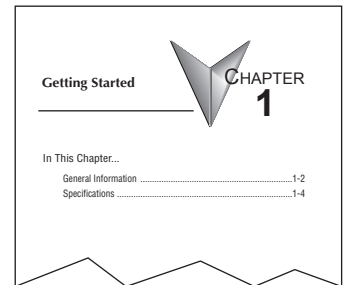 Getting Started
CHAPTER
1
In This Chapter...
General Information ..............................................................1-2
Specifications ........................................................................1-4